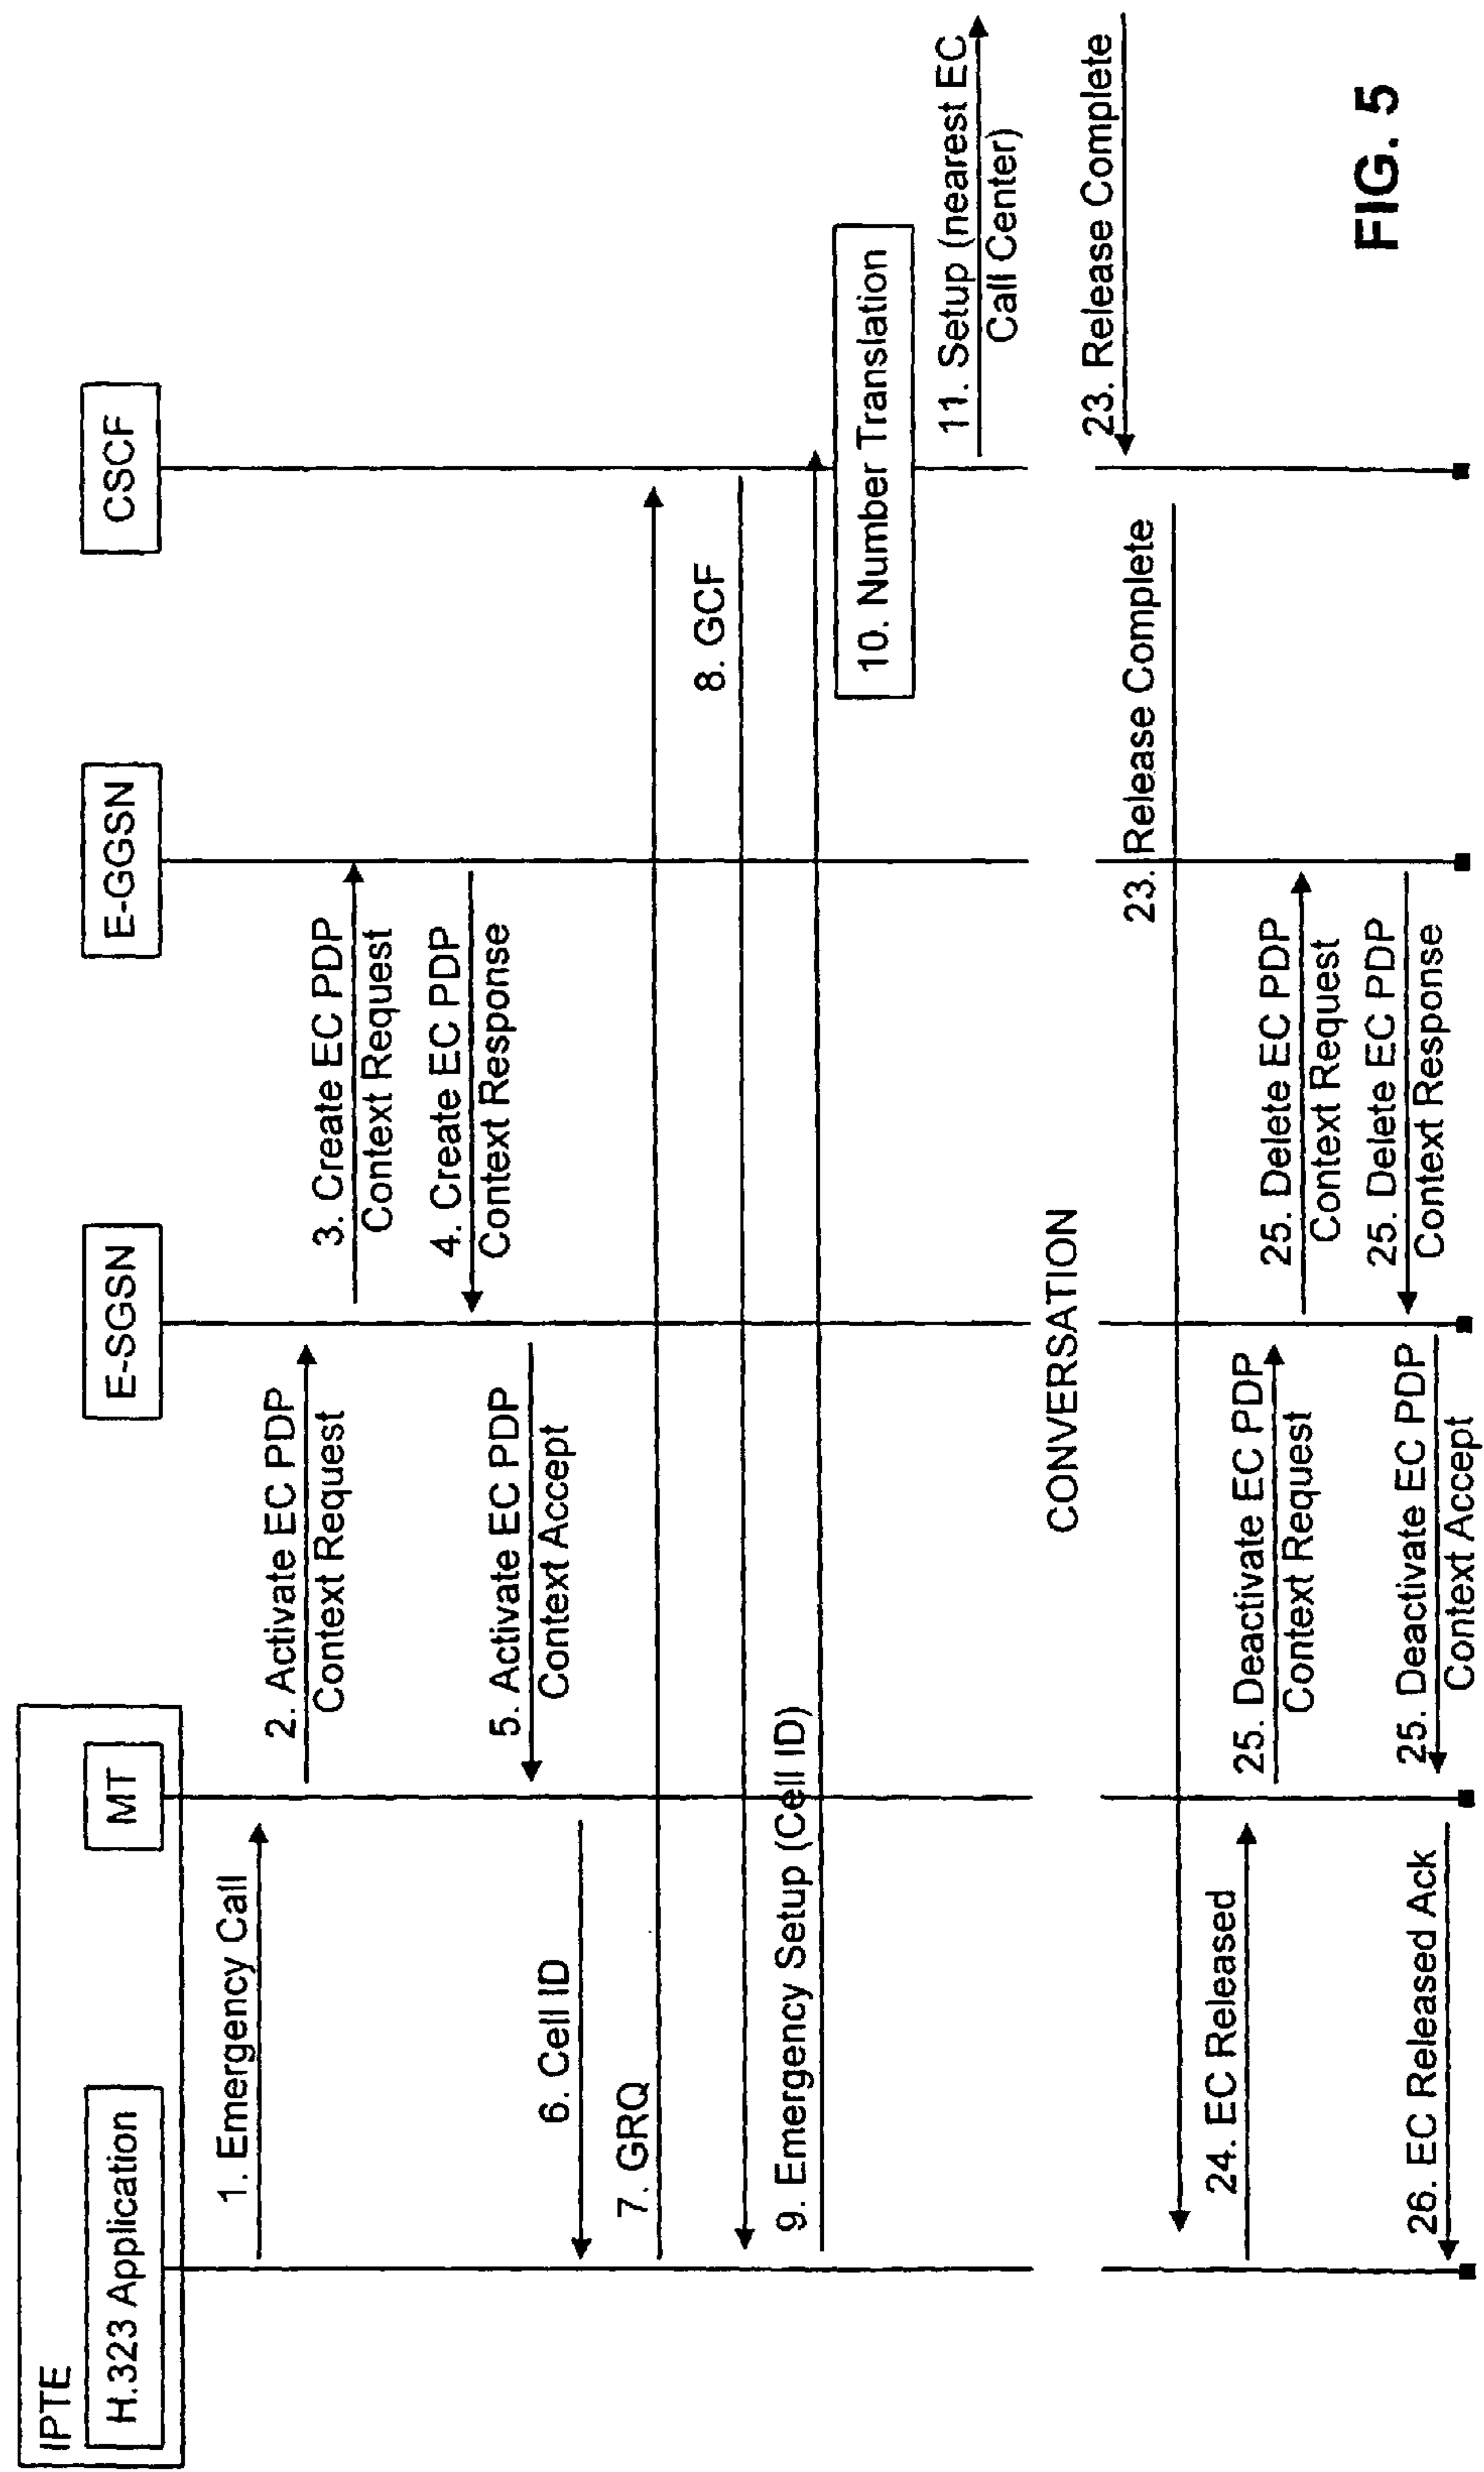 IPTE
H.323 Application
MT
E-SGSN
E-GGSN
CSCF
1. Emergency Call
2. Activate EC PDP
Context Request
3. Create EC PDP
Context Request
4. Create EC PDP
Context Response
5. Activate EC PDP
Context Accept
6. Cell ID
7. GRQ
8. GCF
9. Emergency Setup (Cell ID)
10. Number Translation
11. Setup (nearest EC
Call Center)
CONVERSATION
23. Release Complete
23. Release Complete
24. EC Released
25. Deactivate EC PDP
Context Request
25. Delete EC PDP
Context Request
25. Delete EC PDP
Context Response
25. Deactivate EC PDP
Context Accept
26. EC Released Ack
FIG. 5